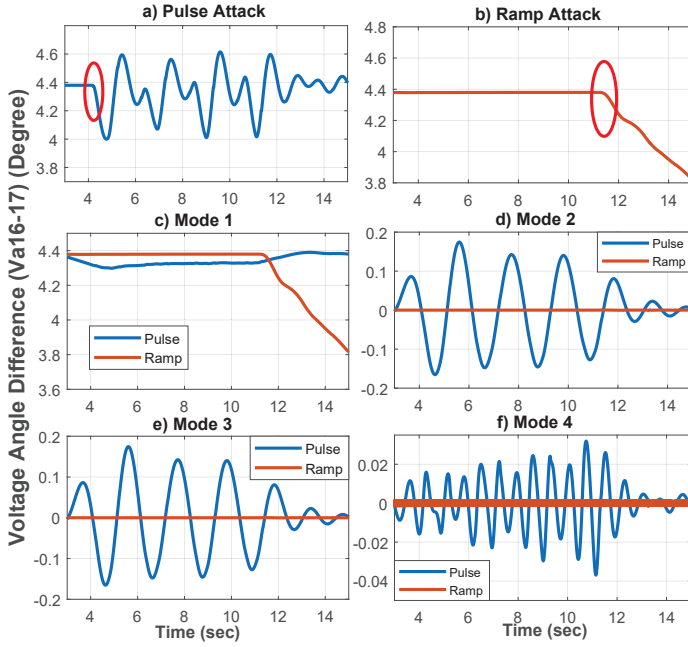 a) Pulse Attack
b) Ramp Attack
Voltage Angle Difference (Va16-17) (Degree)
4.6
4.4
4.2
4
3.8
4 6 8 10 12 14
4.8
4.6
4.4
4.2
4
3.8
4 6 8 10 12 14
c) Mode 1
d) Mode 2
4.4
4.2
4
3.8
3.6
Pulse
Ramp
4 6 8 10 12 14
0.2
0.1
0
-0.1
-0.2
Pulse
Ramp
4 6 8 10 12 14
e) Mode 3
f) Mode 4
0.2
0.1
0
-0.1
-0.2
Pulse
Ramp
4 6 8 10 12 14
Time (sec)
0.02
0
-0.02
-0.04
Pulse
Ramp
4 6 8 10 12 14
Time (sec)